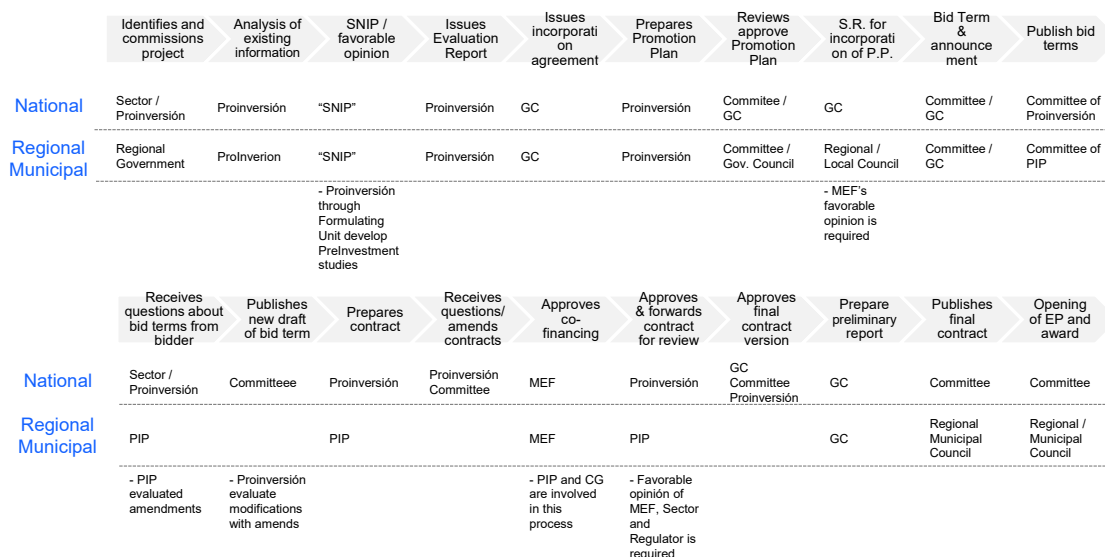 Identifies and
commissions
project
Analysis of
existing
information
SNIP /
favorable
opinion
Issues
Evaluation
Report
Issues
incorporati
on
agreement
Prepares
Promotion
Plan
Reviews
approve
Promotion
Plan
S.R. for
incorporati
on of P.P.
Bid Term
&
announce
ment
Publish bid
terms
National
Sector /
Proinversión
Proinversión
“SNIP”
Proinversión
GC
Proinversión
Commitee /
GC
GC
Committee /
GC
Committee of
Proinversión
Regional
Municipal
Regional
Government
ProInverion
“SNIP”
Proinversión
GC
Proinversión
Committee /
Gov. Council
Regional /
Local Council
Committee /
GC
Committee of
PIP
- Proinversión
through
Formulating
Unit develop
PreInvestment
studies
- MEF’s
favorable
opinion is
required
Receives
questions about
bid terms from
bidder
Publishes
new draft
of bid term
Prepares
contract
Receives
questions/
amends
contracts
Approves
co-
financing
Approves
& forwards
contract
for review
Approves
final
contract
version
Prepare
preliminary
report
Publishes
final
contract
Opening
of EP and
award
National
Sector /
Proinversión
Committeee
Proinversión
Proinversión
Committee
MEF
Proinversión
GC
Committee
Proinversión
GC
Committee
Committee
Regional
Municipal
PIP
PIP
MEF
PIP
GC
Regional
Municipal
Council
Regional /
Municipal
Council
- PIP
evaluated
amendments
- Proinversión
evaluate
modifications
with amends
- PIP and CG
are involved
in this
process
- Favorable
opinión of
MEF, Sector
and
Regulator is
required